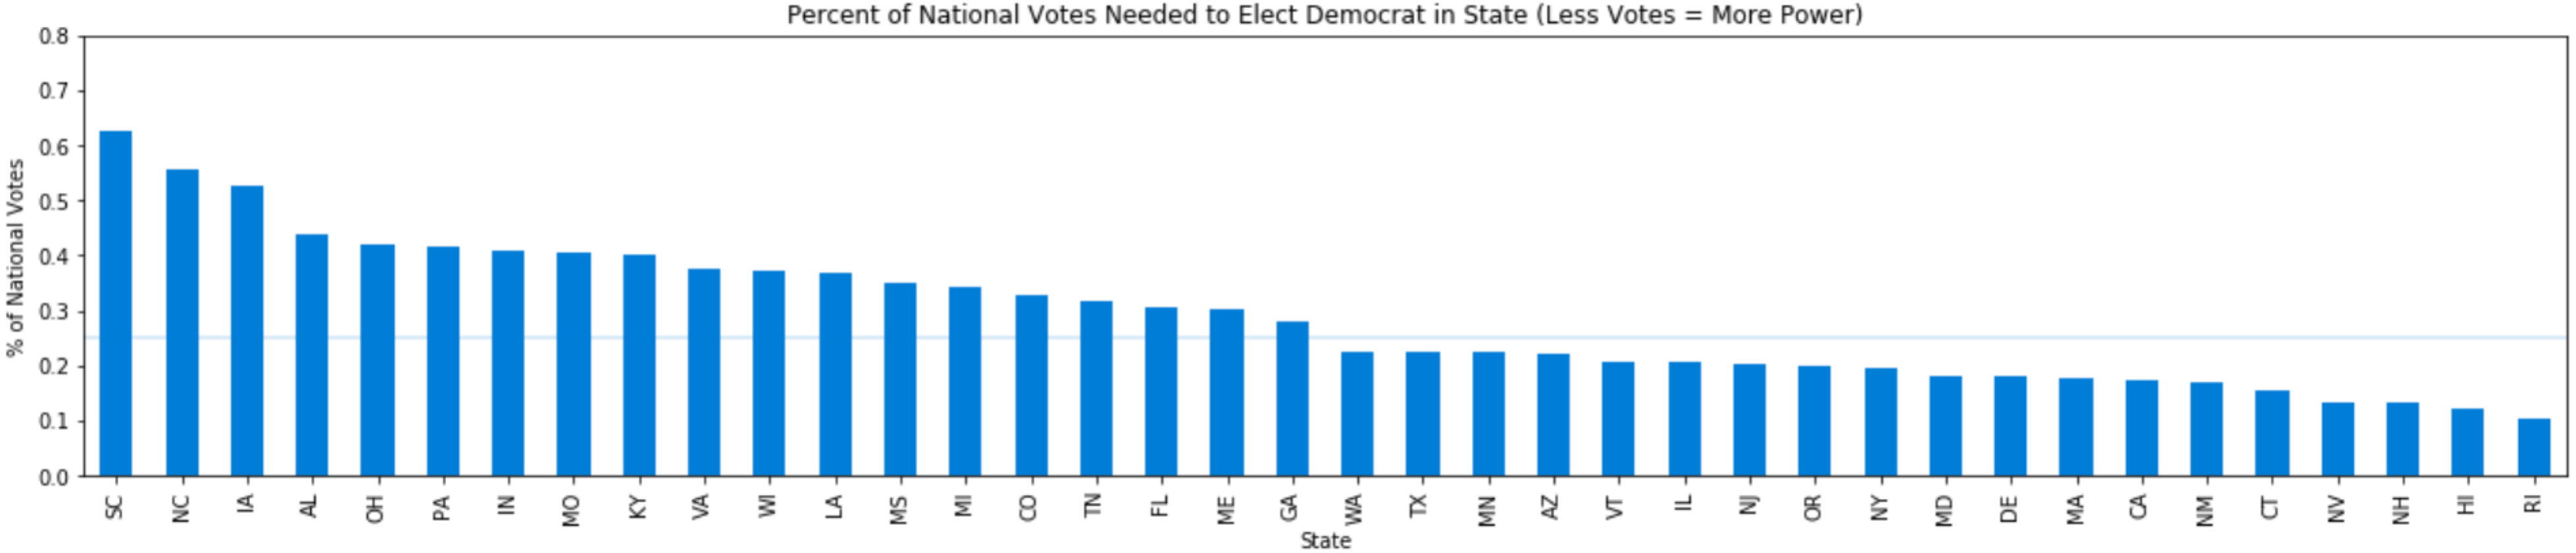 Percent of National Votes Needed to Elect Democrat in State (Less Votes = More Power)
% of National Votes
0.8
0.7
0.6
0.5
0.4
0.3
0.2
0.1
0.0
SC NC IA AL OH PA IN MO KY VA WI LA MS MI CO TN FL ME GA WA TX MN AZ VT IL NJ OR NY MD DE MA CA NM CT NV NH HI RI
State